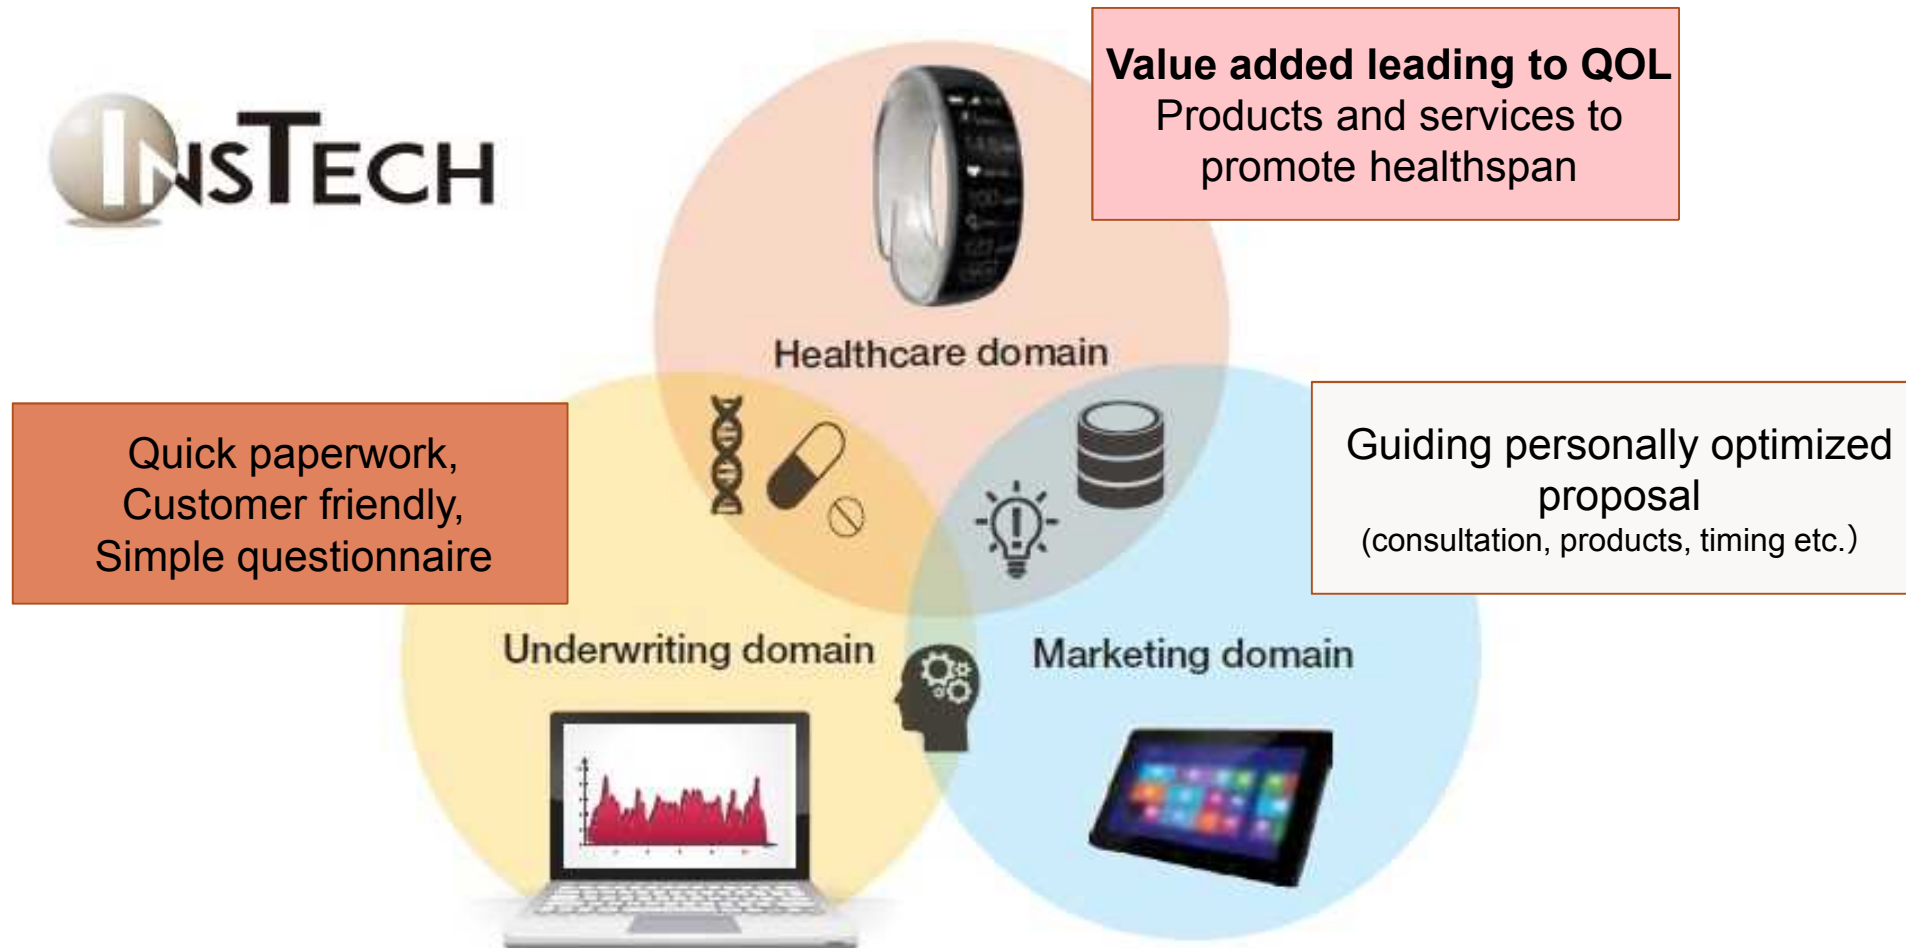 INSTECH
Value added leading to QOL
Products and services to
promote healthspan
Healthcare domain
Quick paperwork,
Customer friendly,
Simple questionnaire
Guiding personally optimized
proposal
(consultation, products, timing etc.）
Underwriting domain
Marketing domain